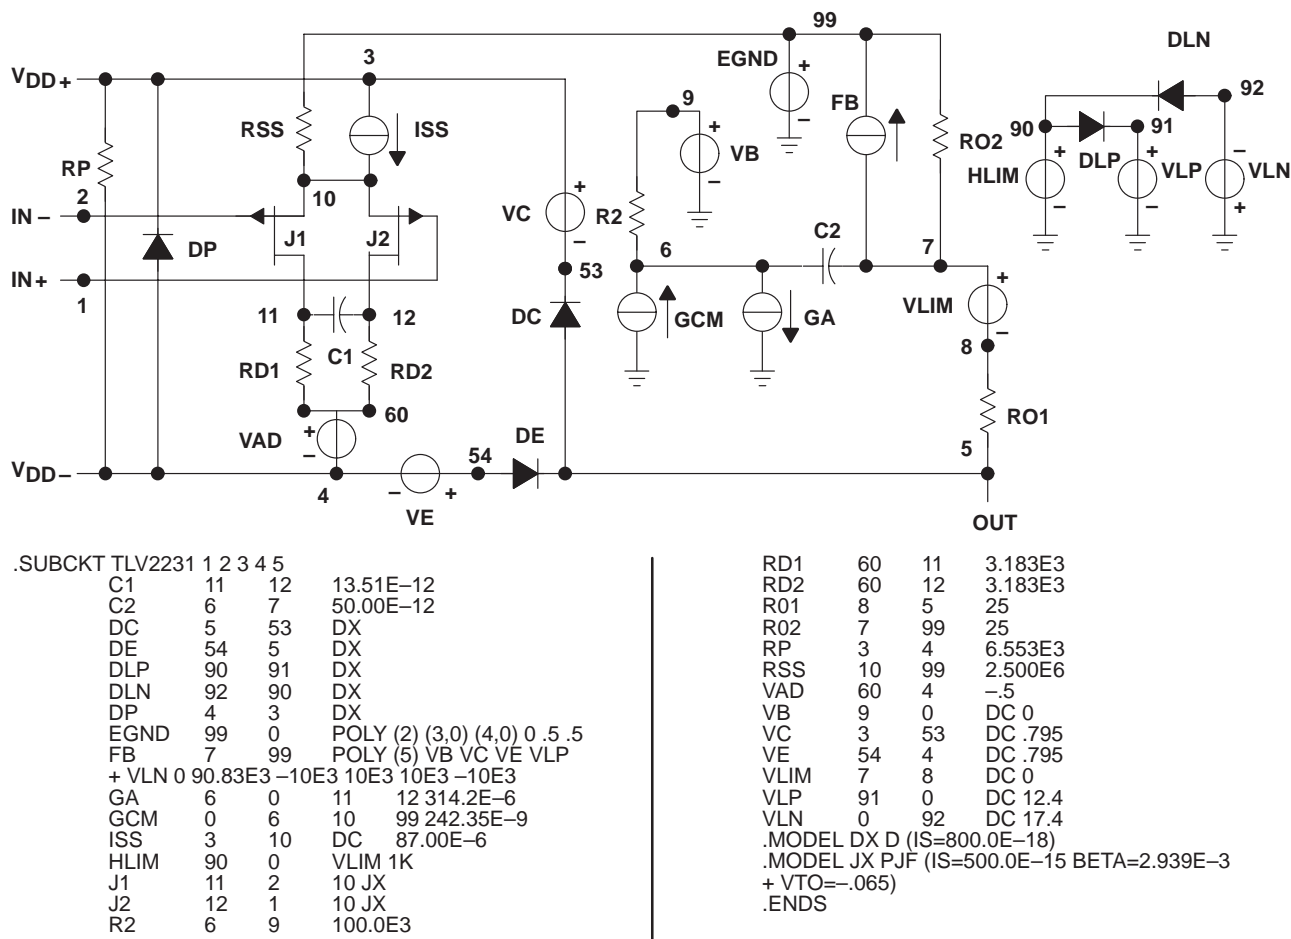 99
DLN
3
VDD+
EGND
+
–
92
9
FB
+
RSS
ISS
VB
–
RO2
90
91
–
+
DLP
+
RP
HLIM
VLP
VLN
–
–
+
10
2
+
IN –
VC
R2
C2
–
J1
J2
DP
6
7
IN+
53
1
+
11
12
DC
GCM
GA
VLIM
–
C1
8
RD1
RD2
60
RO1
+
VAD
DE
–
5
54
VDD–
4
–
+
VE
OUT
.SUBCKT TLV2231 1 2 3 4 5
C1 11 12 13.51E–12
C2 6 7 50.00E–12
DC 5 53 DX
DE 54 5 DX
DLP 90 91 DX
DLN 92 90 DX
DP 4 3 DX
EGND 99 0 POLY (2) (3,0) (4,0) 0 .5 .5
FB 7 99 POLY (5) VB VC VE VLP
+ VLN 0 90.83E3 –10E3 10E3 10E3 –10E3
GA 6 0 11 12 314.2E–6
GCM 0 6 10 99 242.35E–9
ISS 3 10 DC 87.00E–6
HLIM 90 0 VLIM 1K
J1 11 2 10 JX
J2 12 1 10 JX
R2 6 9 100.0E3
RD1 60 11 3.183E3
RD2 60 12 3.183E3
R01 8 5 25
R02 7 99 25
RP 3 4 6.553E3
RSS 10 99 2.500E6
VAD 60 4 –.5
VB 9 0 DC 0
VC 3 53 DC .795
VE 54 4 DC .795
VLIM 7 8 DC 0
VLP 91 0 DC 12.4
VLN 0 92 DC 17.4
.MODEL DX D (IS=800.0E–18)
.MODEL JX PJF (IS=500.0E–15 BETA=2.939E–3
+ VTO=–.065)
.ENDS